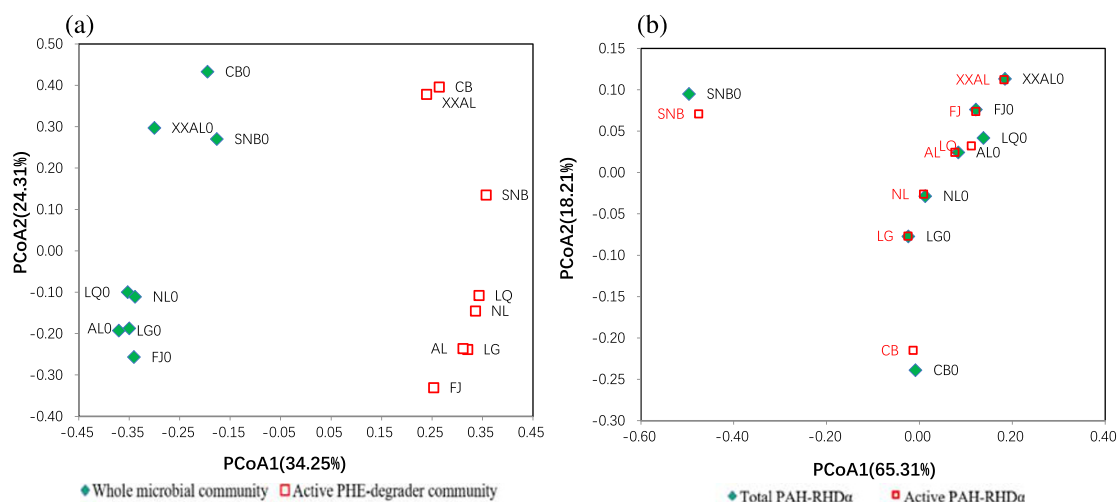 (a)
(b)
0.50
0.40
0.30
0.20
0.10
0.00
-0.10
-0.20
-0.30
-0.40
PCoA2(24.31%)
CB0
XXAL0
SNB0
CB
XXAL
SNB
LQ0
NL0
AL0
LG0
FJ0
LQ
NL
AL
LG
FJ
-0.45
-0.35
-0.25
-0.15
-0.05
0.05
0.15
0.25
0.35
0.45
PCoA1(34.25%)
Whole microbial community
Active PHE-degrader community
0.15
0.10
0.05
0.00
-0.05
-0.10
-0.15
-0.20
-0.25
-0.30
PCoA2(18.21%)
SNB0
SNB
XXAL
XXAL0
FJ
FJ0
LQ
LQ0
AL
AL0
NL
NL0
LG
LG0
CB
CB0
-0.60
-0.40
-0.20
0.00
0.20
0.40
PCoA1(65.31%)
Total PAH-RHDα
Active PAH-RHDα